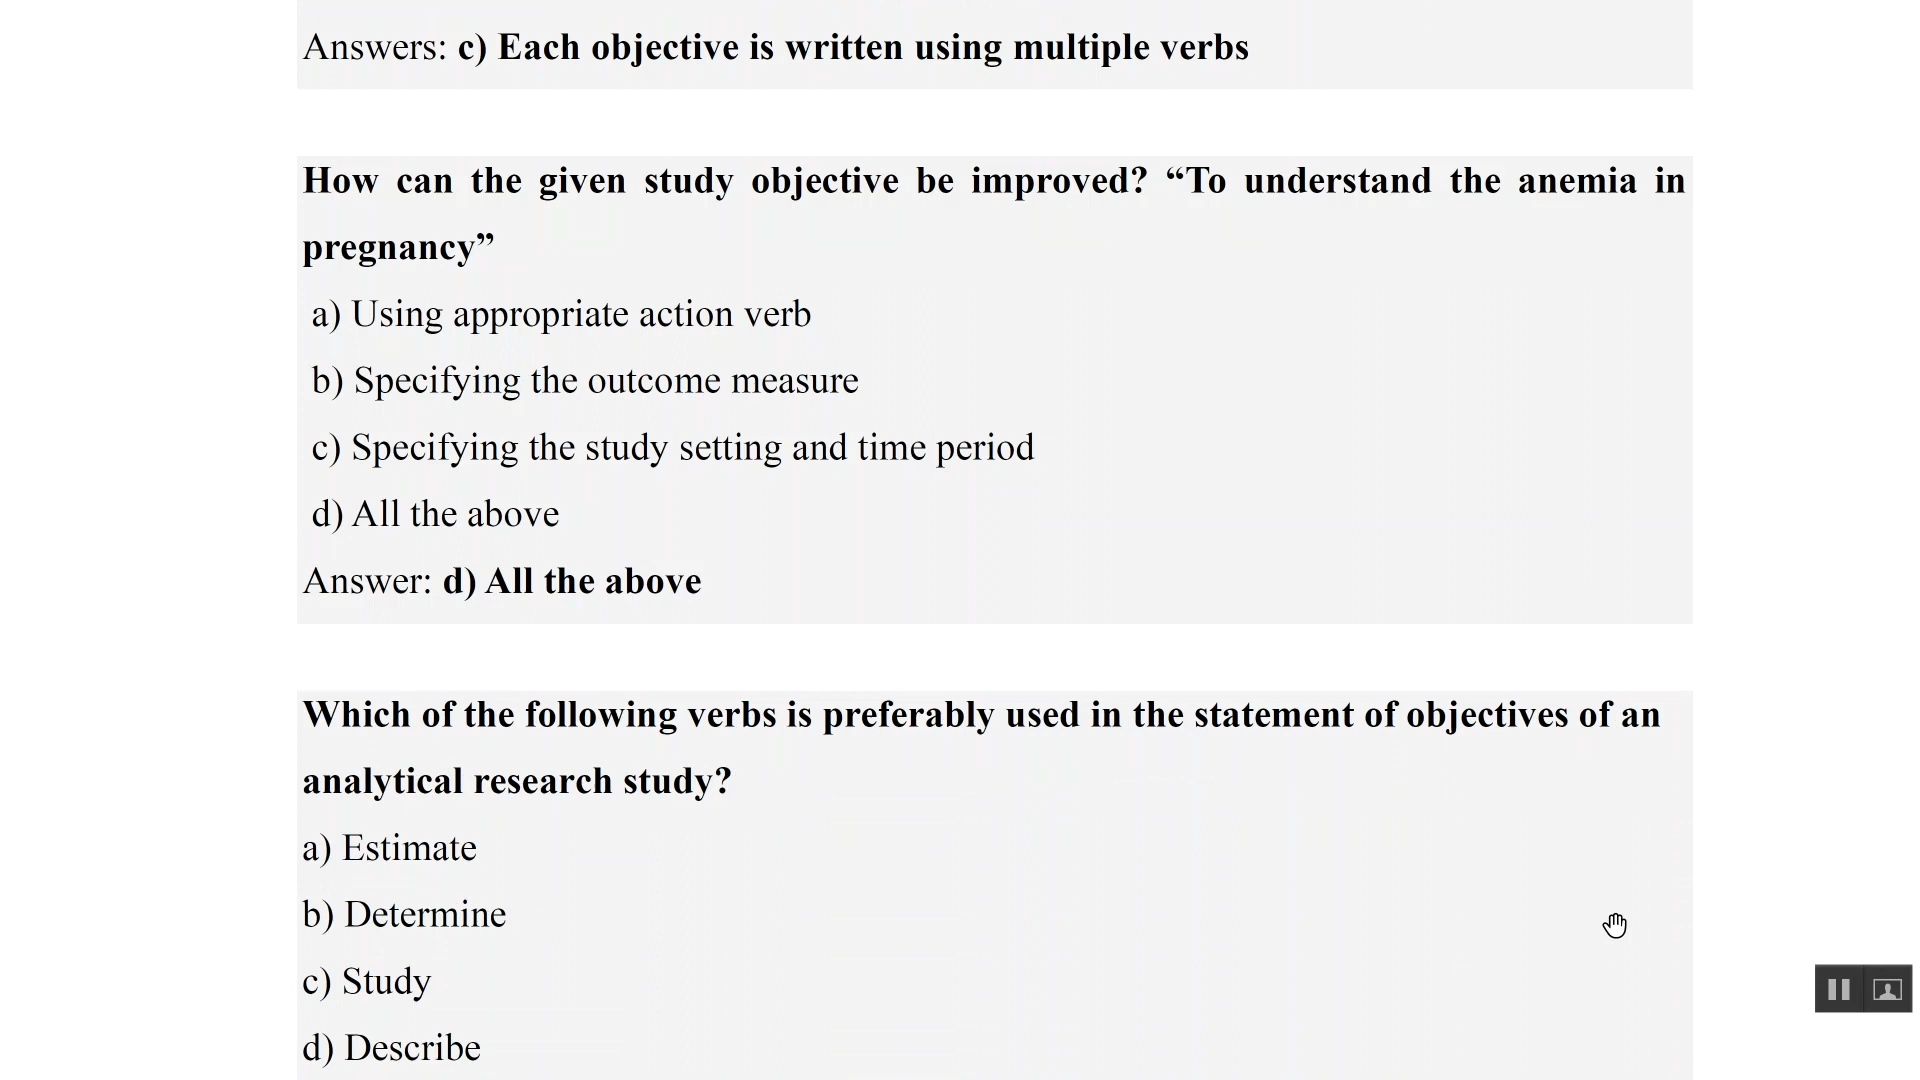 Answers: c) Each objective is written using multiple verbs
How can the given study objective be improved? “To understand the anemia in
pregnancy”
a) Using appropriate action verb
b) Specifying the outcome measure
c) Specifying the study setting and time period
d) All the above
Answer: d) All the above
Which of the following verbs is preferably used in the statement of objectives of an
analytical research study?
a) Estimate
b) Determine
c) Study
d) Describe